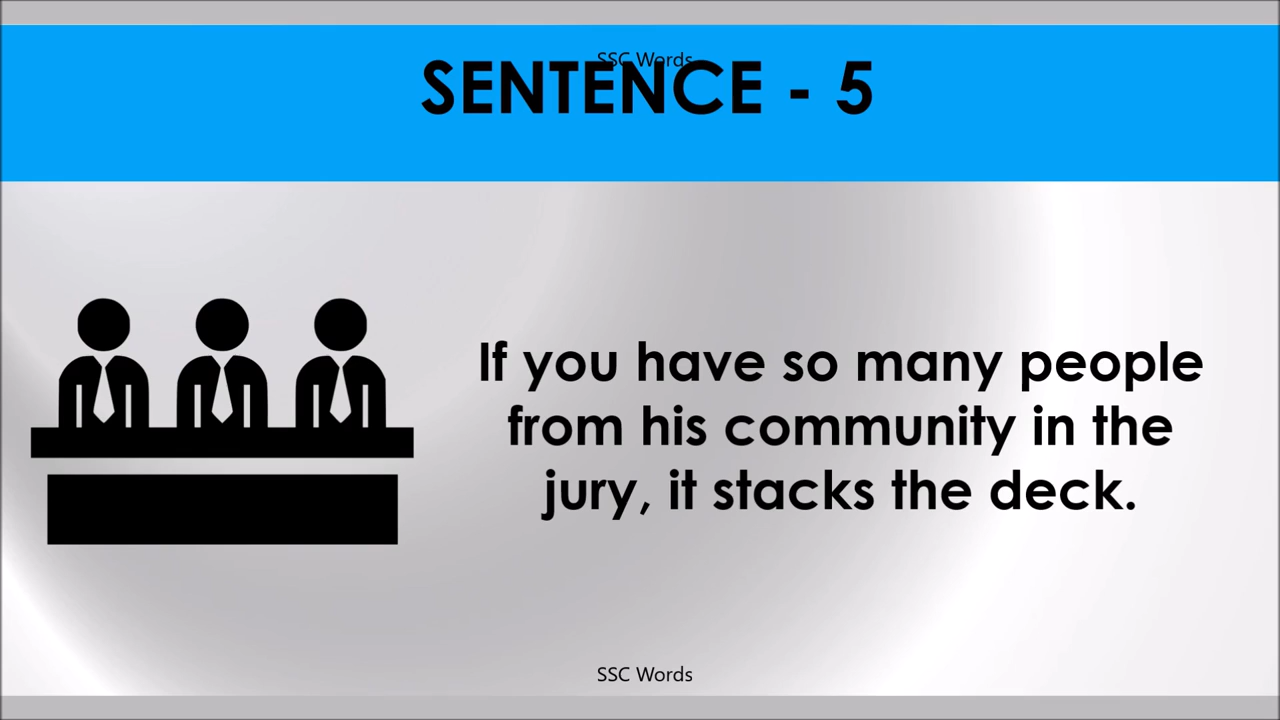 SSC Words
SENTENCE - 5
If you have so many people
from his community in the
jury, it stacks the deck.
SSC Words